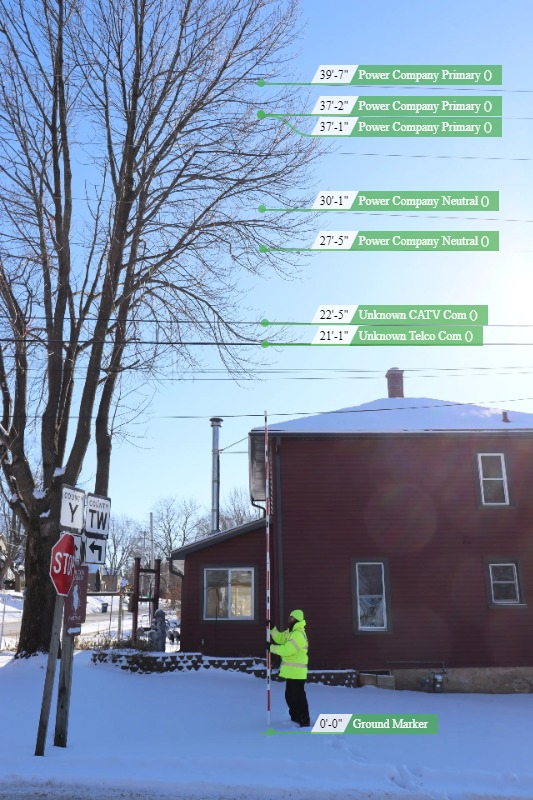 39'-7" Power Company Primary ()
37'-2" Power Company Primary ()
37'-1" Power Company Primary ()
30'-1" Power Company Neutral ()
27'-5" Power Company Neutral ()
22'-5" Unknown CATV Com ()
21'-1" Unknown Telco Com ()
COUNTY
Y
COUNTY
TW
STOP
0'-0" Ground Marker